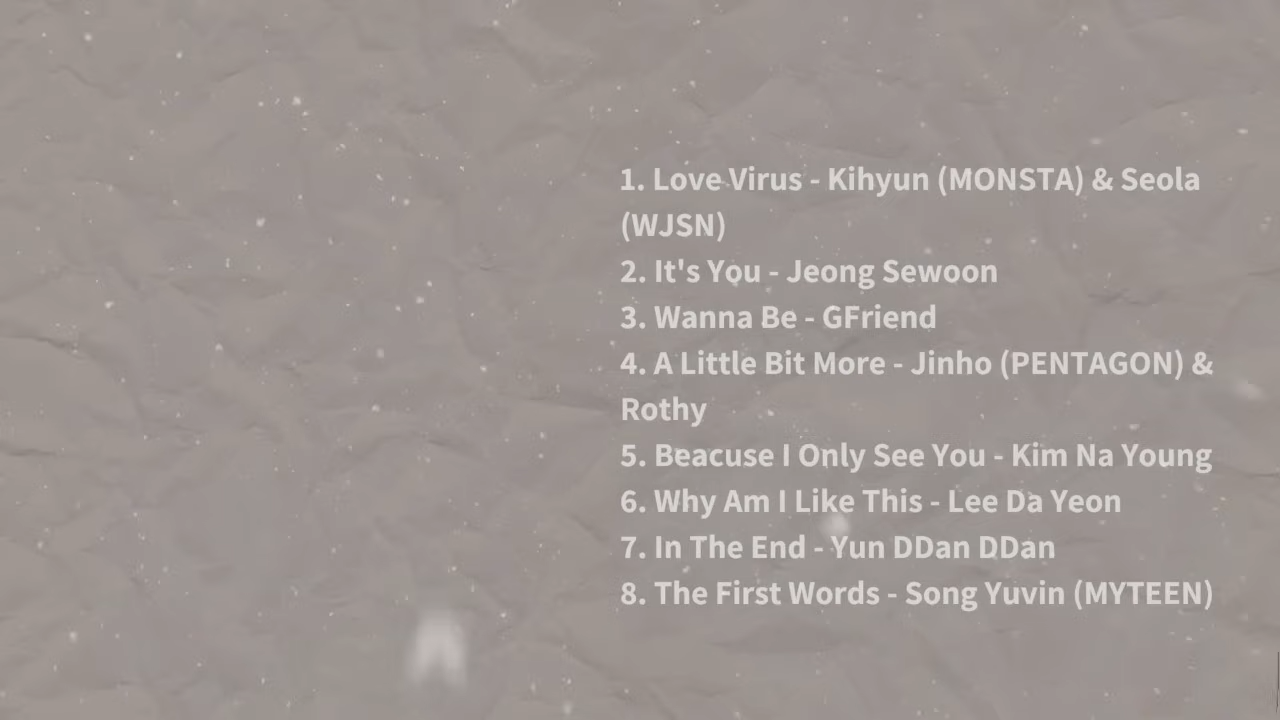 1. Love Virus - Kihyun (MONSTA) & Seola
(WJSN)
2. It's You - Jeong Sewoon
3. Wanna Be - GFriend
4. A Little Bit More - Jinho (PENTAGON) &
Rothy
5. Beacuse I Only See You - Kim Na Young
6. Why Am I Like This - Lee Da Yeon
7. In The End - Yun DDan DDan
8. The First Words - Song Yuvin (MYTEEN)